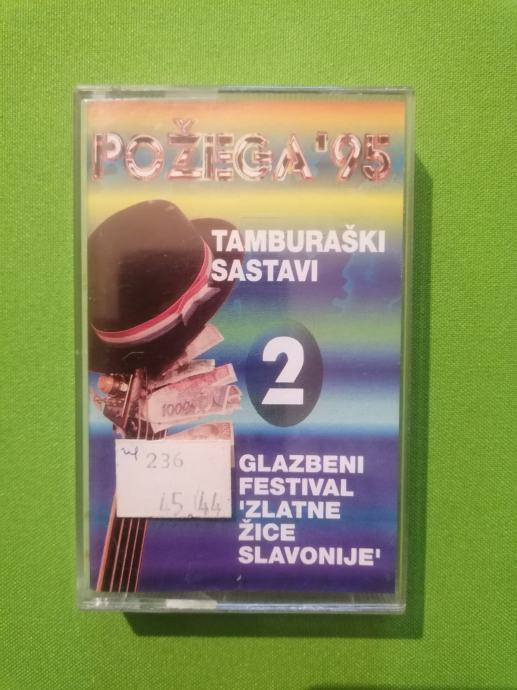 POŽEGA'95
TAMBURAŠKI
SASTAVI
2
236
45.44
GLAZBENI
FESTIVAL
'ZLATNE
ŽICE
SLAVONIJE'